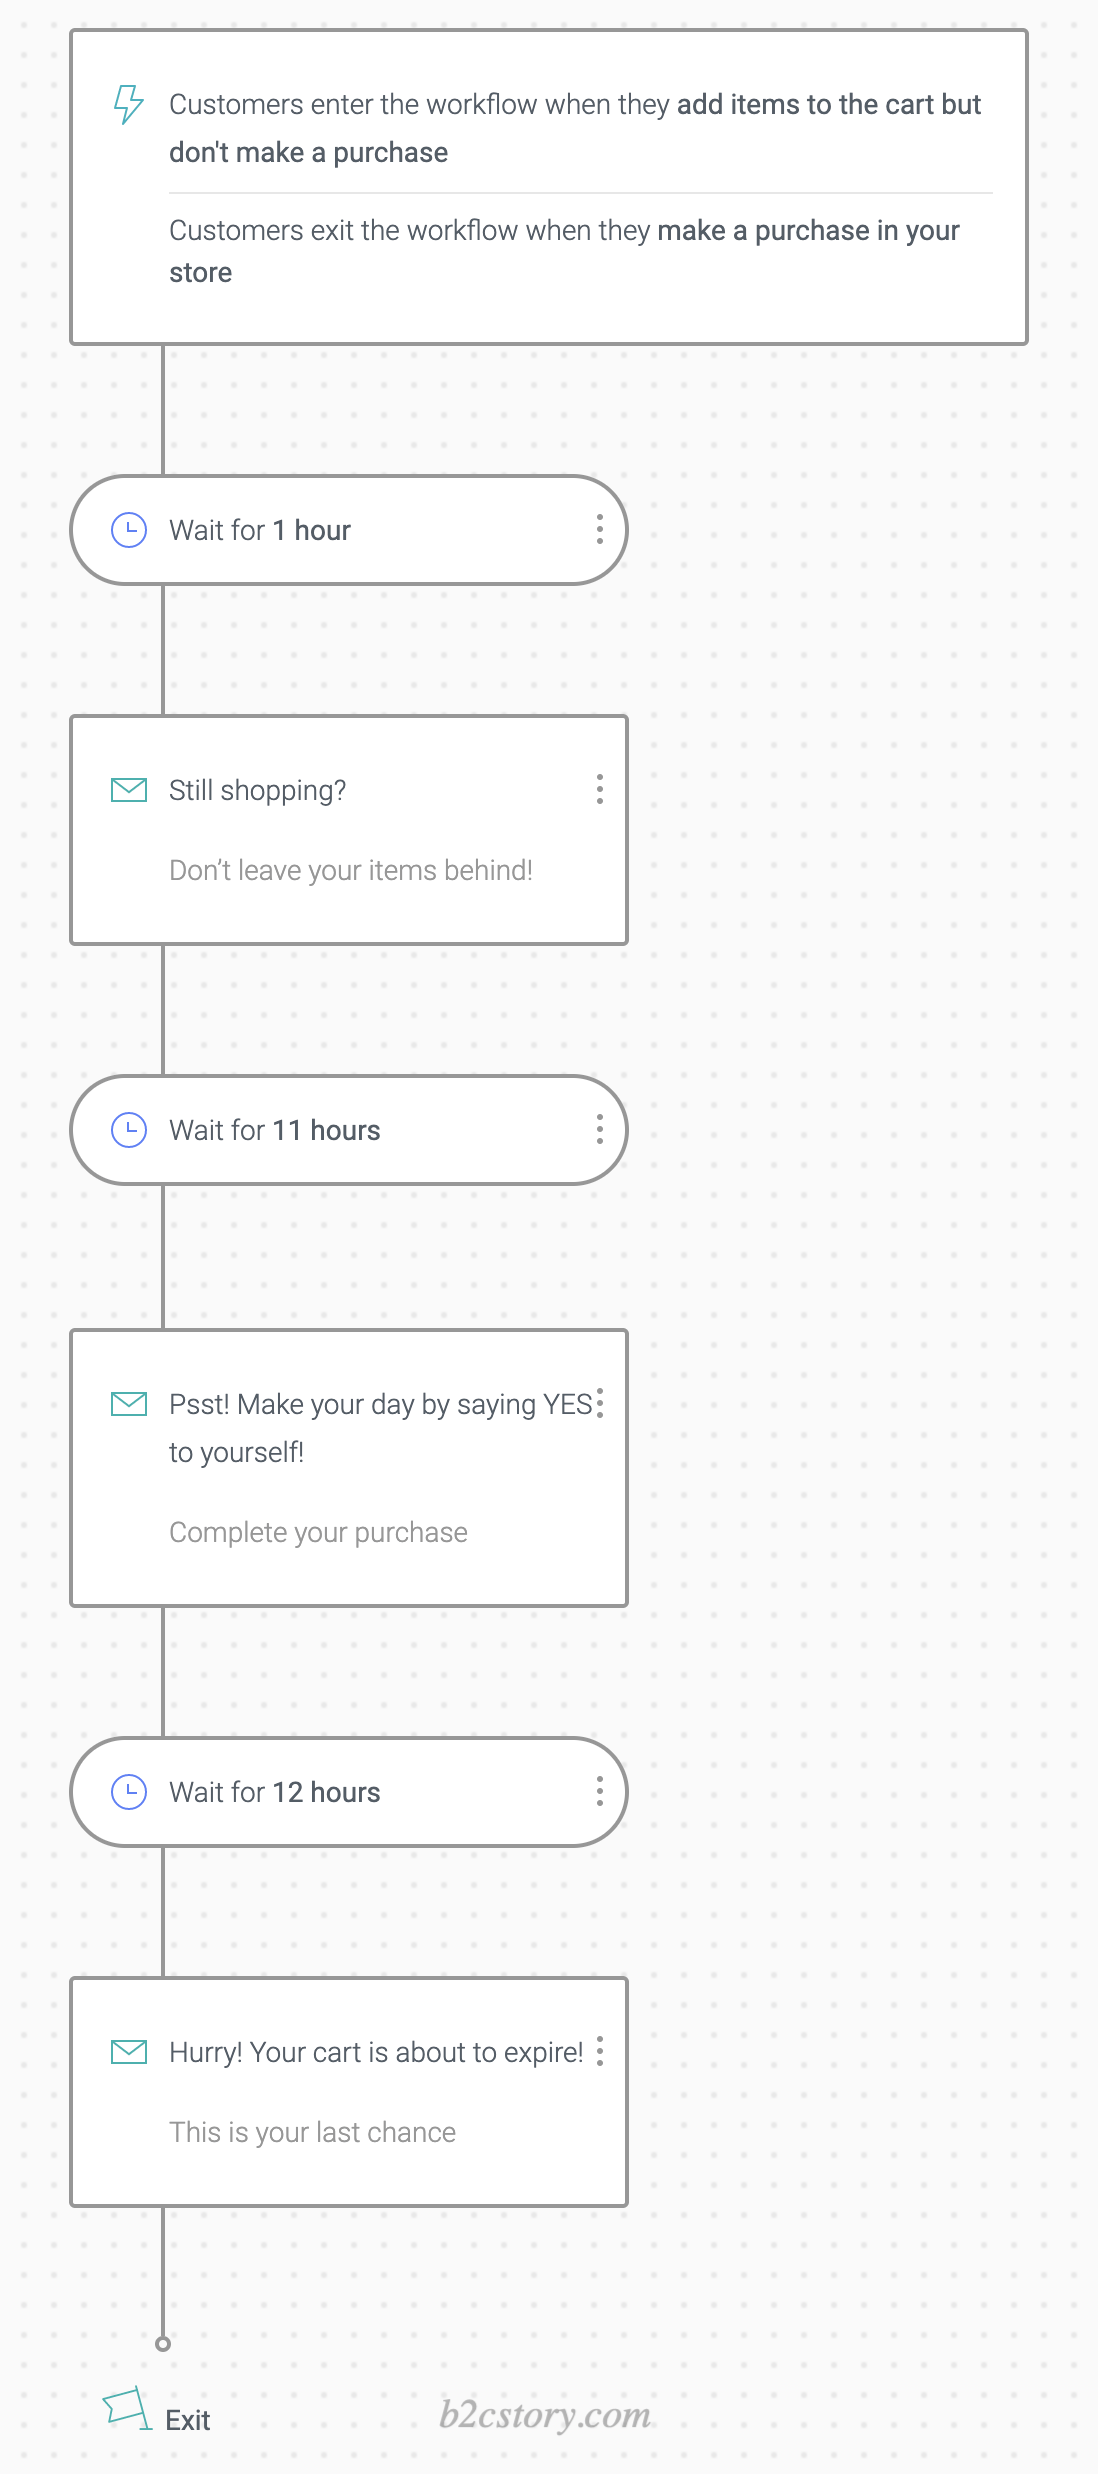 Customers enter the workflow when they add items to the cart but
don't make a purchase
Customers exit the workflow when they make a purchase in your
store
Wait for 1 hour
Still shopping?
Don’t leave your items behind!
Wait for 11 hours
Psst! Make your day by saying YES
to yourself!
Complete your purchase
Wait for 12 hours
Hurry! Your cart is about to expire!
This is your last chance
Exit
b2cstory.com